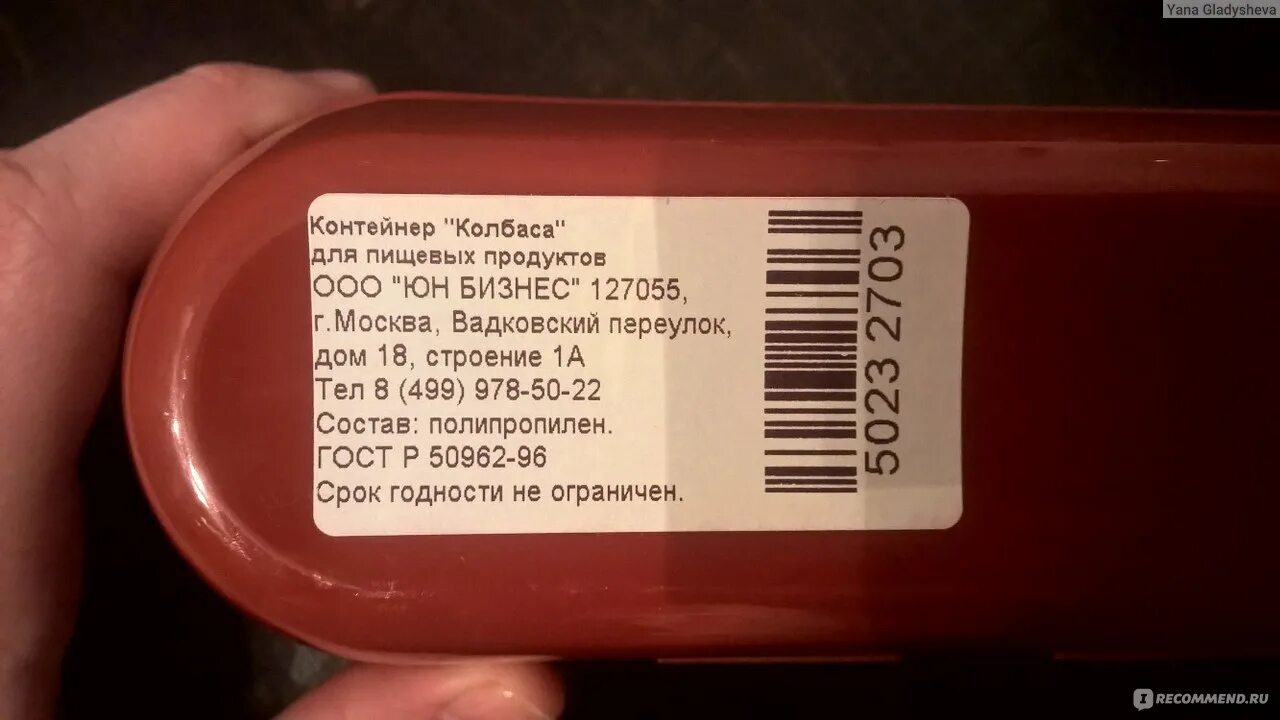 Yana Gladysheva
Контейнер "Колбаса"
для пищевых продуктов
ООО "ЮН БИЗНЕС" 127055,
г.Москва, Вадковский переулок,
дом 18, строение 1А
Тел 8 (499) 978-50-22
Состав: полипропилен.
ГОСТ Р 50962-96
Срок годности не ограничен.
5023 2703
IRECOMMEND.RU